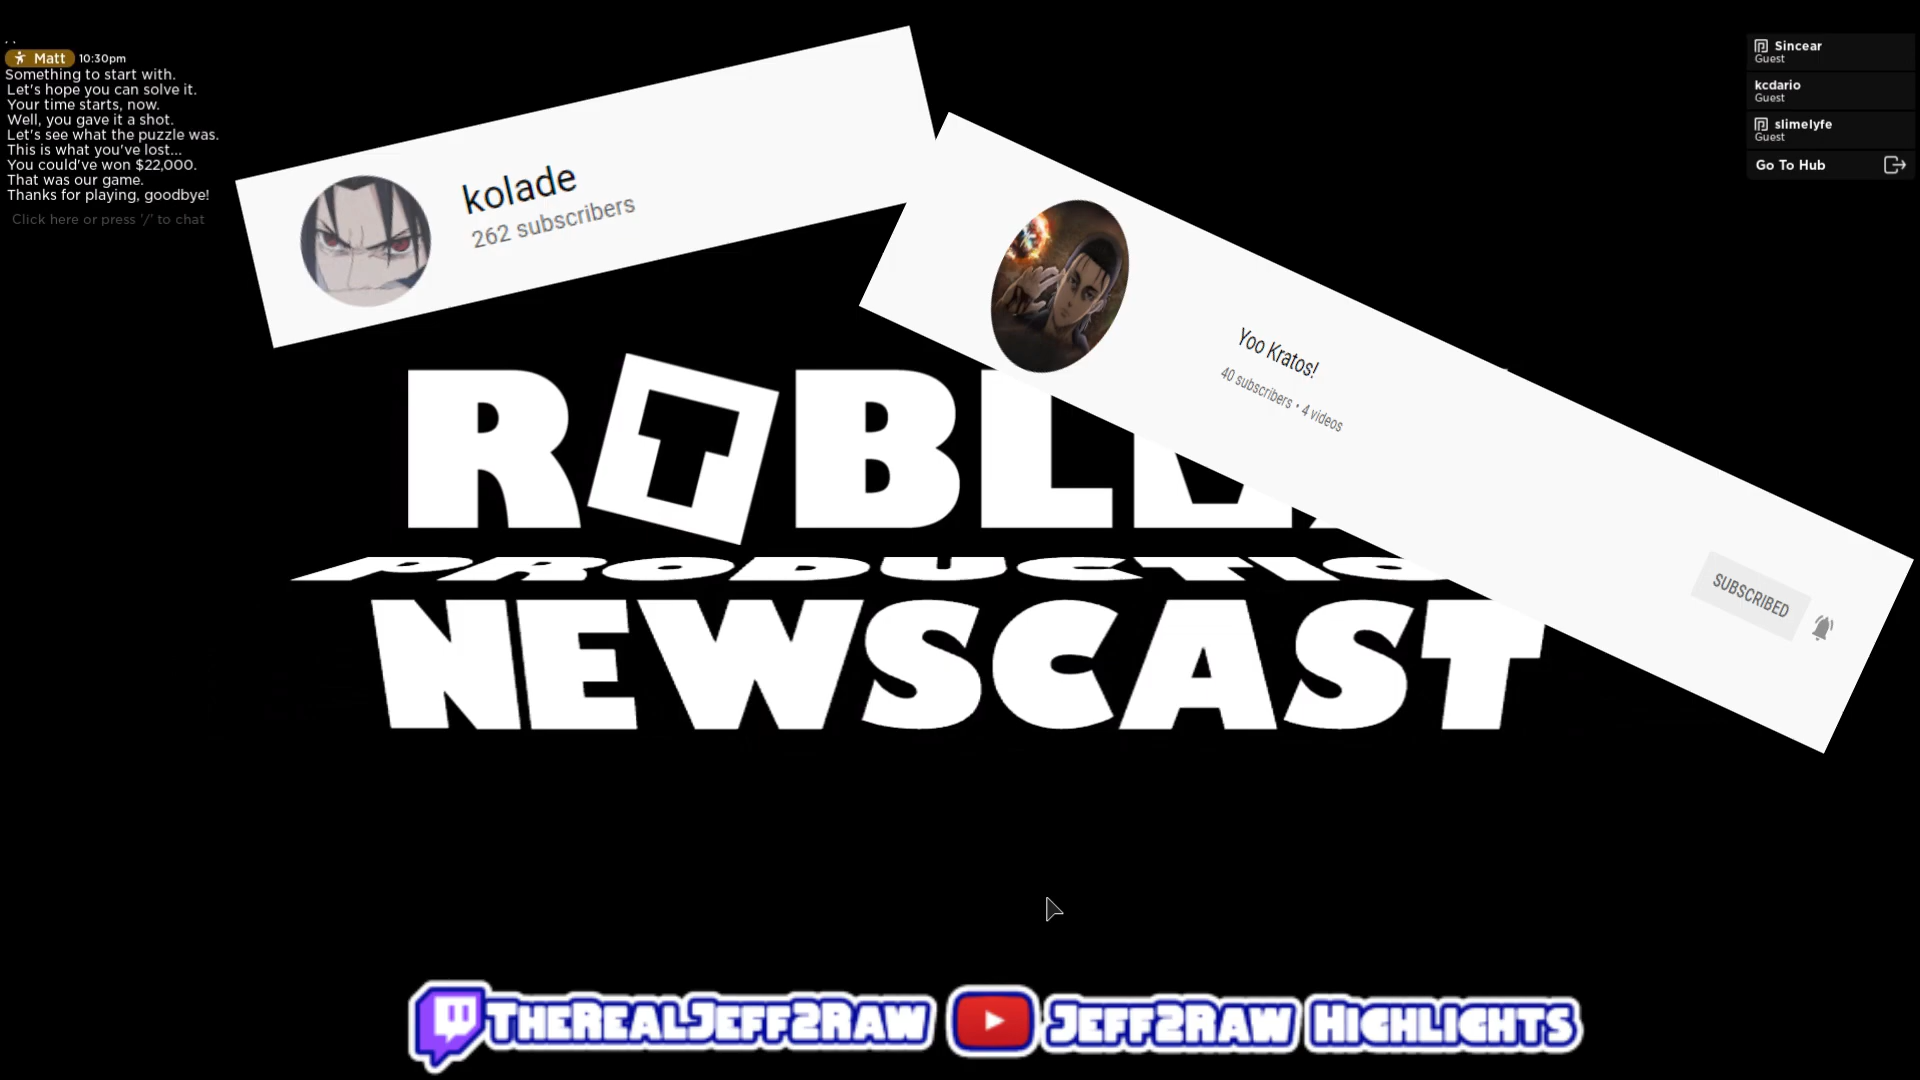 Matt 10:30pm
Something to start with.
Let's hope you can solve it.
Your time starts, now.
Well, you gave it a shot.
Let's see what the puzzle was.
This is what you've lost...
You could've won $22,000.
That was our game.
Thanks for playing, goodbye!
Click here or press '/' to chat
Sincear
Guest
kcdario
Guest
slimelyfe
Guest
Go To Hub
kolade
262 subscribers
Yoo Kratos!
40 subscribers • 4 videos
SUBSCRIBED
NEWSCAST
TheRealJeff2Raw Jeff2Raw Highlights